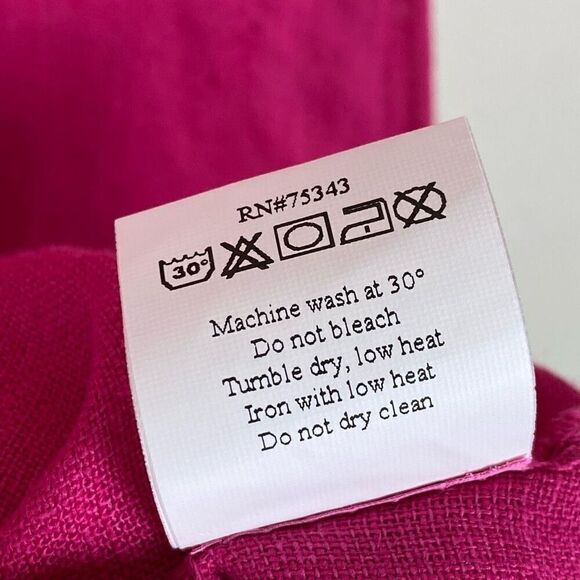 RN#75343
30°
Machine wash at 30°
Do not bleach
Tumble dry, low heat
Iron with low heat
Do not dry clean